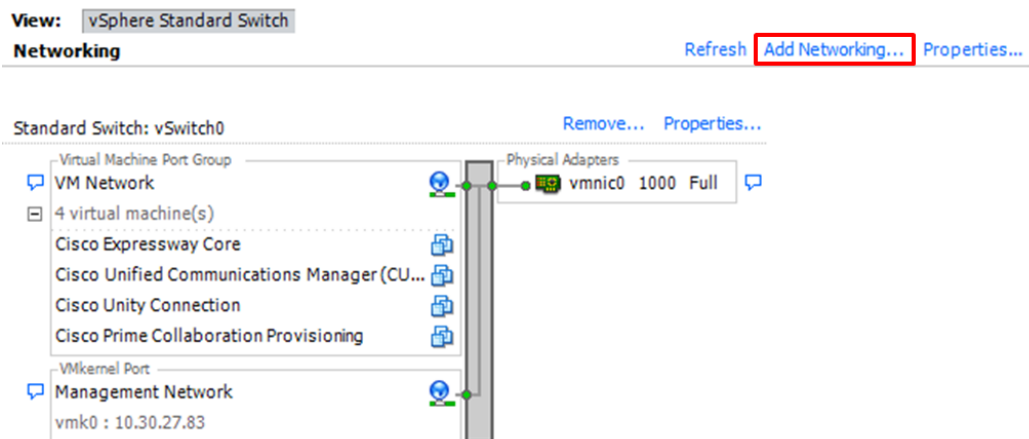 View: vSphere Standard Switch
Networking Refresh Add Networking... Properties...
Standard Switch: vSwitch0 Remove... Properties...
Virtual Machine Port Group Physical Adapters
VM Network vmnic0 1000 Full
4 virtual machine(s)
Cisco Expressway Core
Cisco Unified Communications Manager (CU...
Cisco Unity Connection
Cisco Prime Collaboration Provisioning
VMkernel Port
Management Network
vmk0 : 10.30.27.83